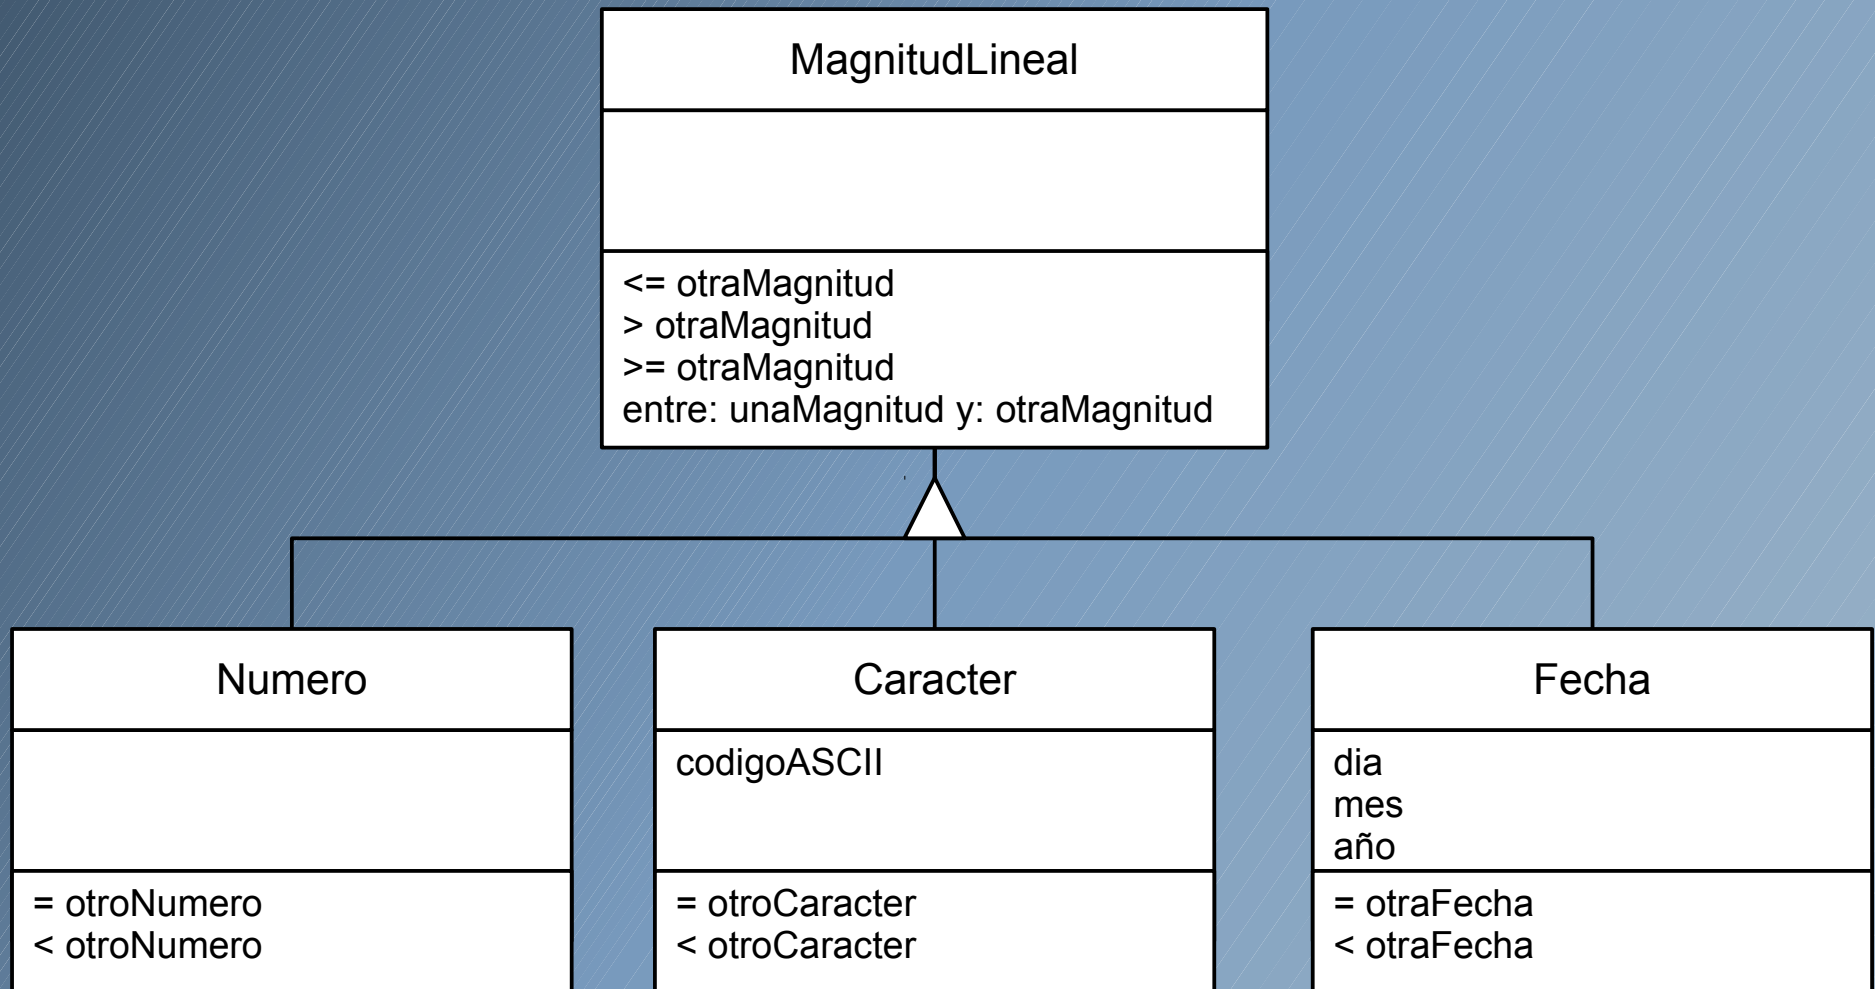 MagnitudLineal
<= otraMagnitud
> otraMagnitud
>= otraMagnitud
entre: unaMagnitud y: otraMagnitud
Numero
= otroNumero
< otroNumero
Caracter
codigoASCII
= otroCaracter
< otroCaracter
Fecha
dia
mes
año
= otraFecha
< otraFecha